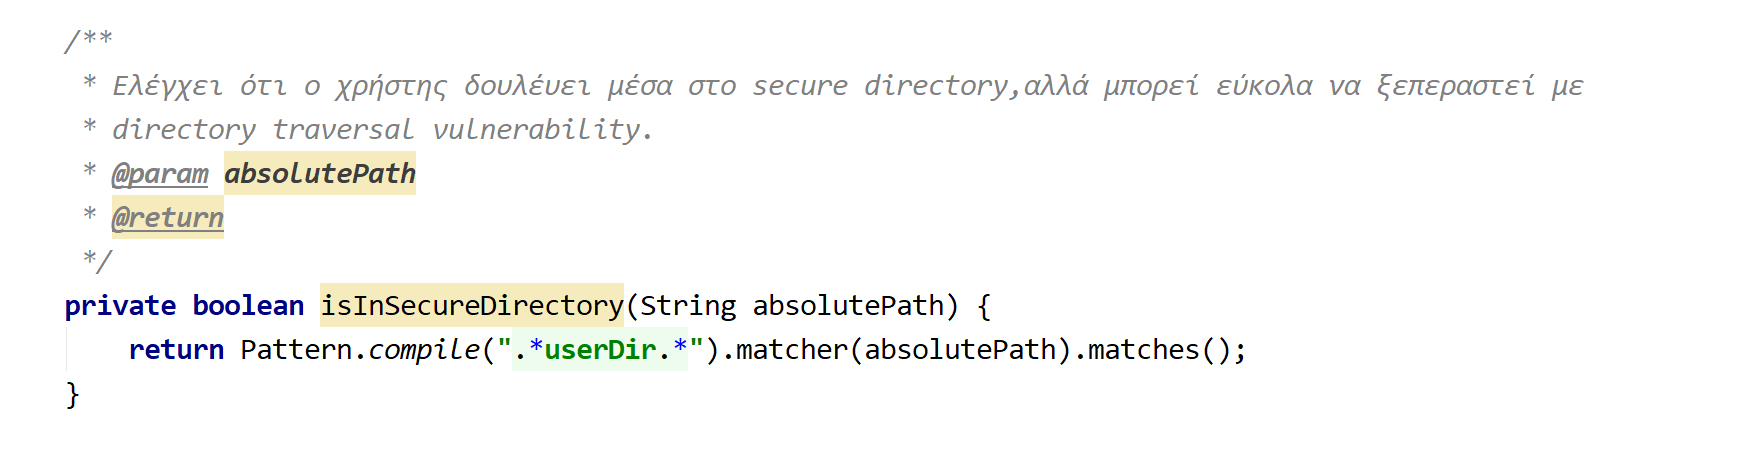 /**
 * Ελέγχει ότι ο χρήστης δουλέυει μέσα στο secure directory,αλλά μπορεί εύκολα να ξεπεραστεί με
 * directory traversal vulnerability.
 * @param absolutePath
 * @return
 */
private boolean isInSecureDirectory(String absolutePath) {
    return Pattern.compile(".*userDir.*").matcher(absolutePath).matches();
}